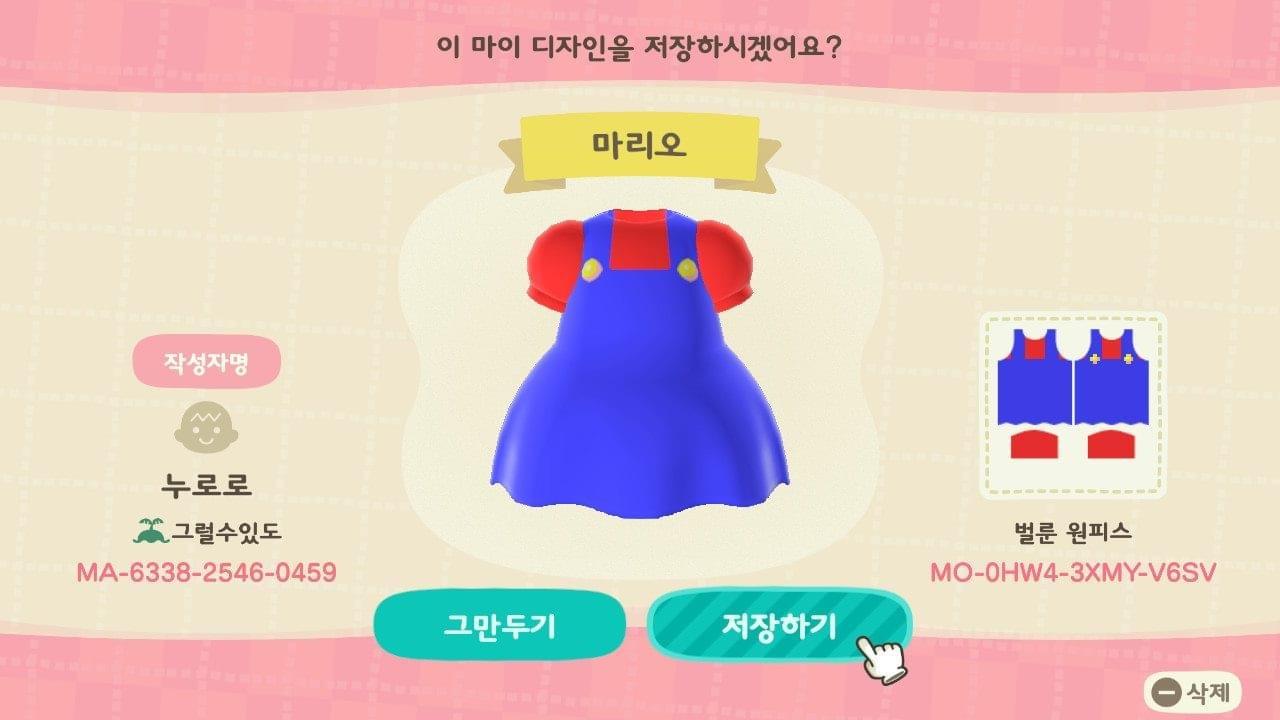 이 마이 디자인을 저장하시겠어요?
마리오
작성자명
누로로
그럴수있도
MA-6338-2546-0459
벌룬 원피스
MO-0HW4-3XMY-V6SV
그만두기
저장하기
삭제